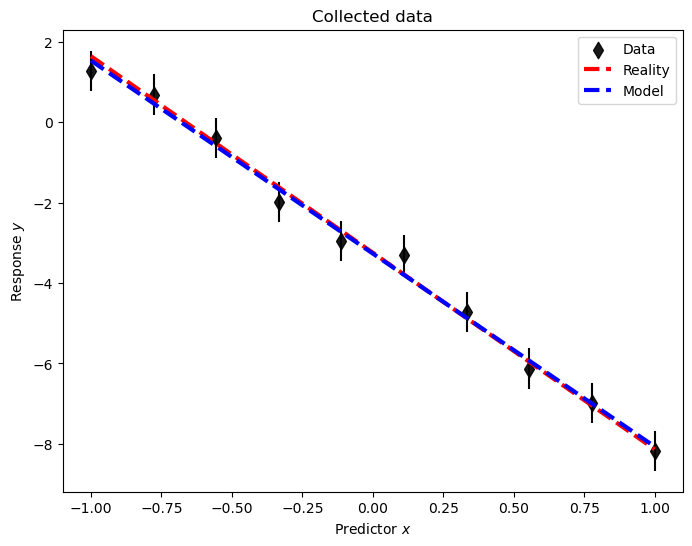 Collected data
Data
Reality
Model
Response y
2
0
−2
−4
−6
−8
−1.00 −0.75 −0.50 −0.25 0.00 0.25 0.50 0.75 1.00
Predictor x